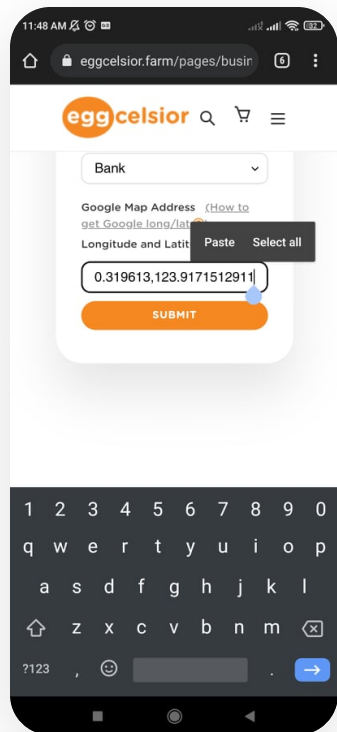 11:48 AM
82
eggcelsior.farm/pages/busin
6
eggcelsior
Bank
Google Map Address (How to
get Google long/lat
Longitude and Latit
Paste Select all
0.319613,123.9171512911
SUBMIT
1 2 3 4 5 6 7 8 9 0
q w e r t y u i o p
a s d f g h j k l
z x c v b n m
?123 , .